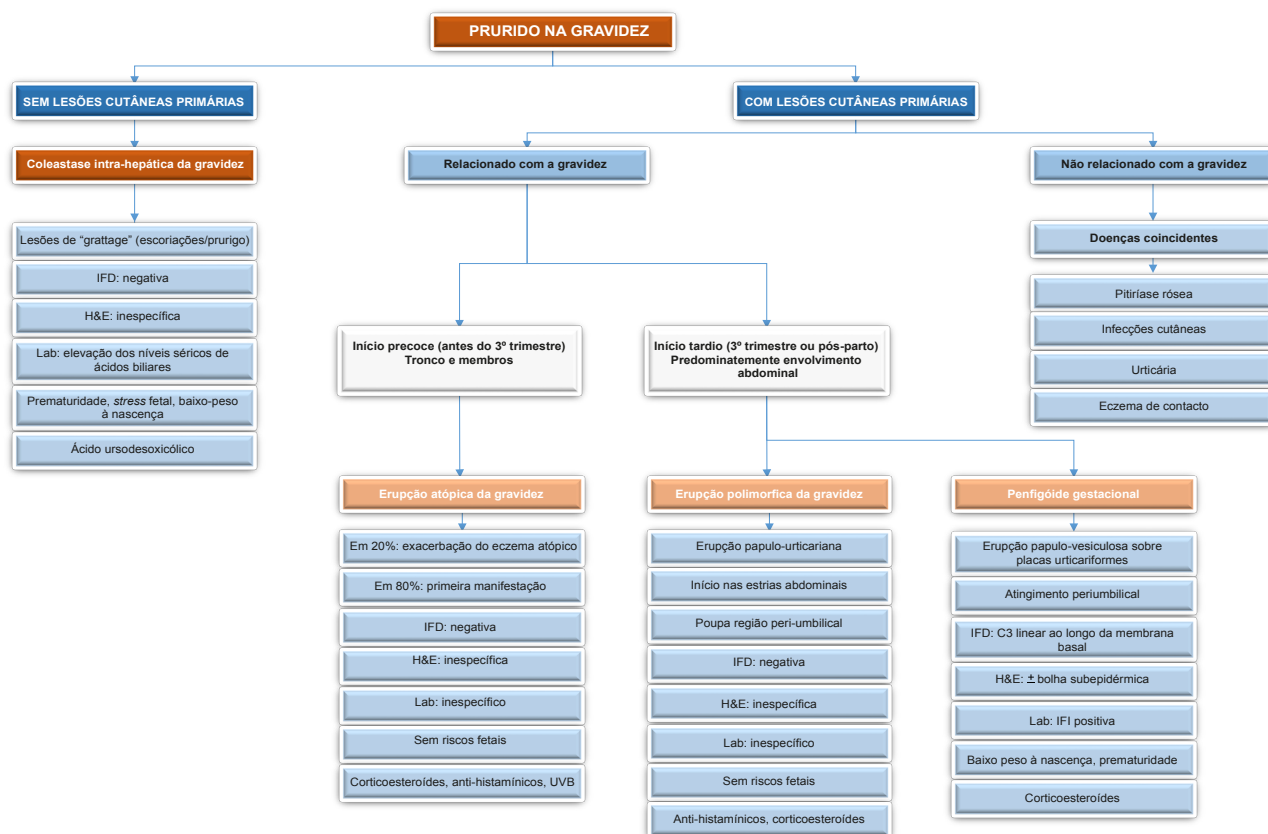 PRURIDO NA GRAVIDEZ
SEM LESÕES CUTÂNEAS PRIMÁRIAS
COM LESÕES CUTÂNEAS PRIMÁRIAS
Coleastase intra-hepática da gravidez
Relacionado com a gravidez
Não relacionado com a gravidez
Lesões de “grattage” (escoriações/prurigo)
IFD: negativa
H&E: inespecífica
Lab: elevação dos níveis séricos de
ácidos biliares
Prematuridade, stress fetal, baixo-peso
à nascença
Ácido ursodesoxicólico
Doenças coincidentes
Pitiríase rósea
Infecções cutâneas
Urticária
Eczema de contacto
Início precoce (antes do 3º trimestre)
Tronco e membros
Início tardio (3º trimestre ou pós-parto)
Predominatemente envolvimento
abdominal
Erupção atópica da gravidez
Em 20%: exacerbação do eczema atópico
Em 80%: primeira manifestação
IFD: negativa
H&E: inespecífica
Lab: inespecífico
Sem riscos fetais
Corticoesteroídes, anti-histamínicos, UVB
Erupção polimorfica da gravidez
Erupção papulo-urticariana
Início nas estrias abdominais
Poupa região peri-umbilical
IFD: negativa
H&E: inespecífica
Lab: inespecífico
Sem riscos fetais
Anti-histamínicos, corticoesteroídes
Penfigóide gestacional
Erupção papulo-vesiculosa sobre
placas urticariformes
Atingimento periumbilical
IFD: C3 linear ao longo da membrana
basal
H&E: ± bolha subepidérmica
Lab: IFI positiva
Baixo peso à nascença, prematuridade
Corticoesteroídes